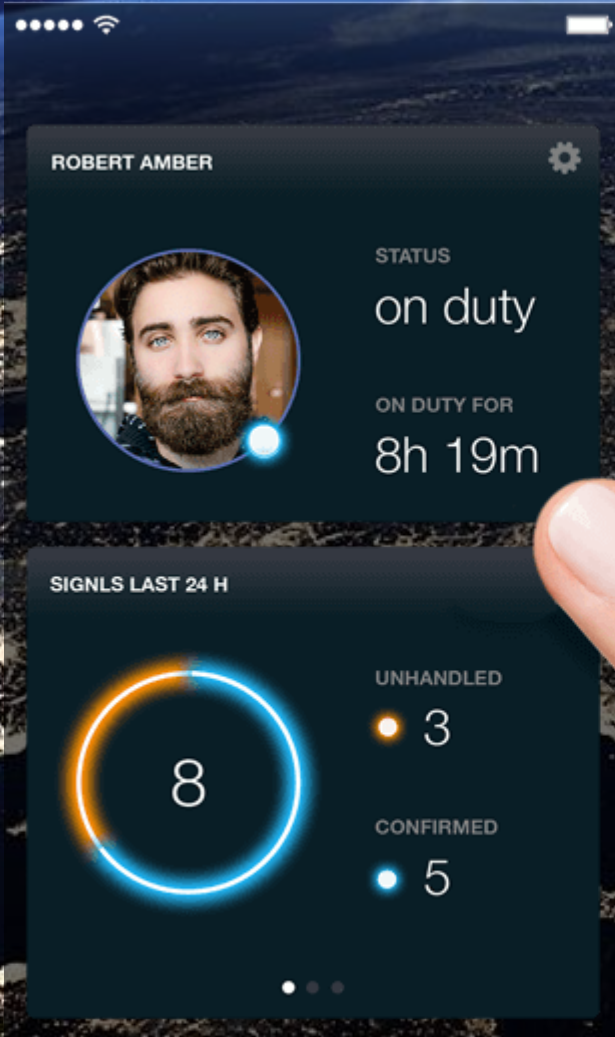 ROBERT AMBER
STATUS
on duty
ON DUTY FOR
8h 19m
SIGNLS LAST 24 H
8
UNHANDLED
3
CONFIRMED
5